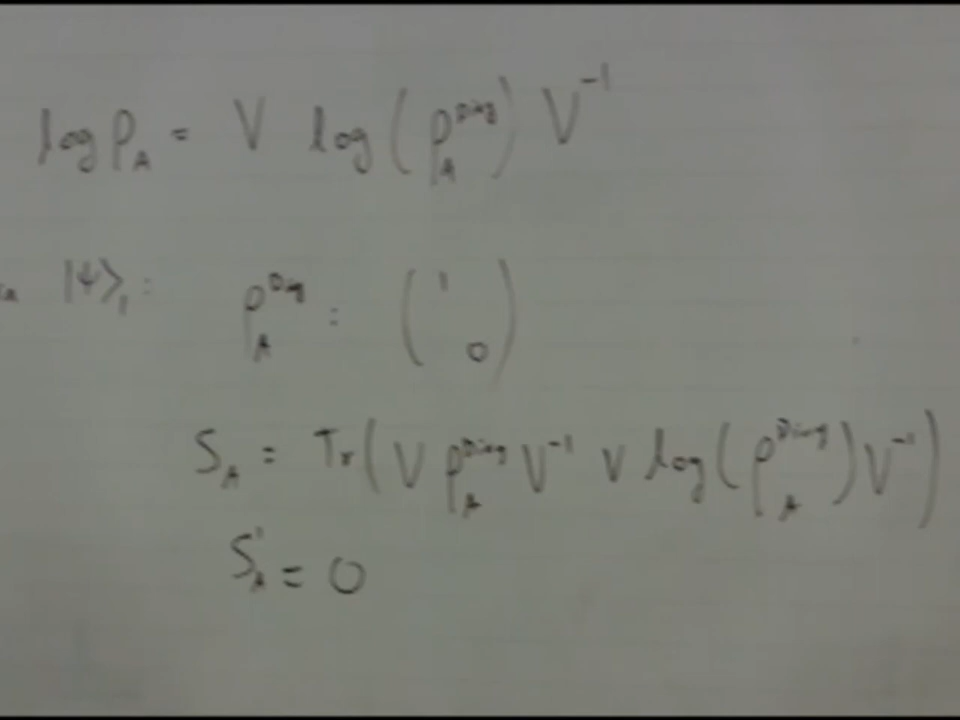 log ρ_A = V log(ρ_A^Diag) V^-1
|ψ⟩_1: ρ_A^Diag : (1 0)
S_A = Tr(V ρ_A^Diag V^-1 V log(ρ_A^Diag) V^-1)
S_A^1 = 0